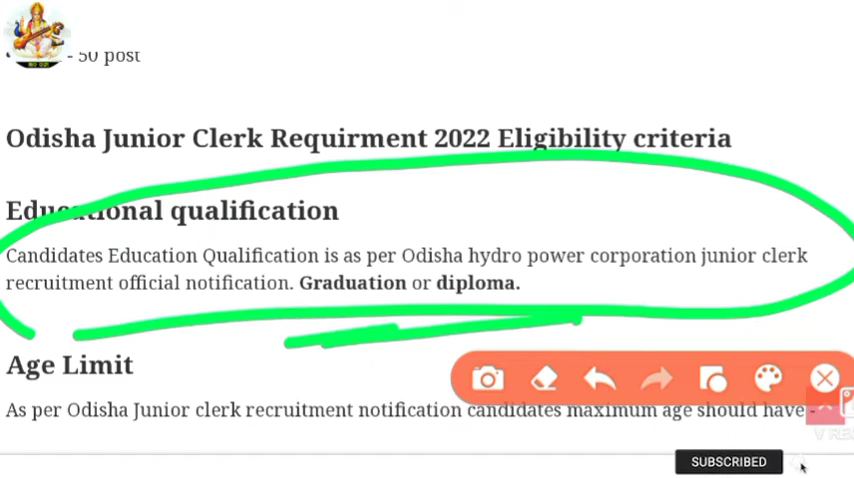 - 50 post
Odisha Junior Clerk Requirment 2022 Eligibility criteria
Educational qualification
Candidates Education Qualification is as per Odisha hydro power corporation junior clerk
recruitment official notification. Graduation or diploma.
Age Limit
As per Odisha Junior clerk recruitment notification candidates maximum age should have -
SUBSCRIBED